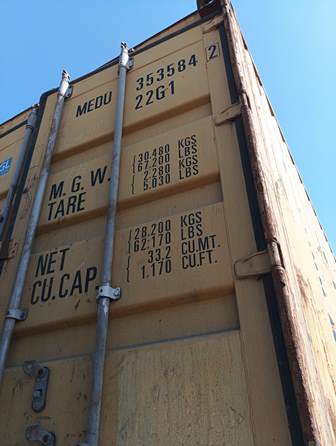 MEDU 353584 2
22G1
M. G. W. 30.480 KGS
67.200 LBS
TARE 2.280 KGS
5.030 LBS
NET 28.200 KGS
62.170 LBS
CU.CAP. 33,2 CU.MT.
1.170 CU.FT.